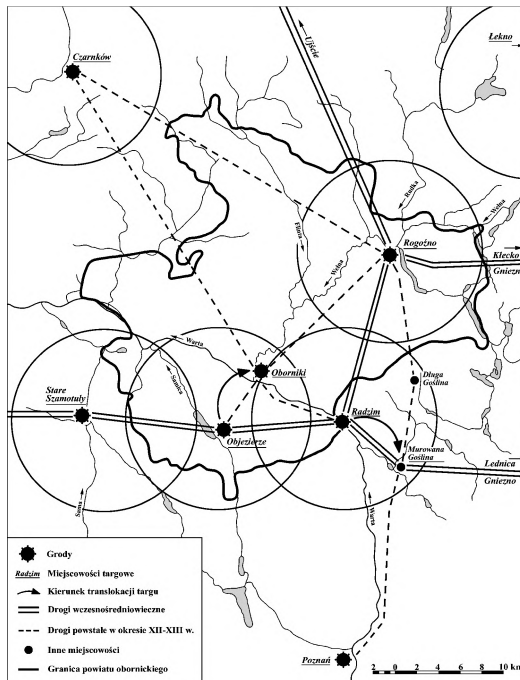 Czarnków
Ujście
Łekno
Rudka
Wełna
Flinta
Wełna
Rogoźno
Kłecko
Gniezno
Warta
Samica
Oborniki
Długa
Goślina
Stare
Szamotuły
Objezierze
Radzim
Murowana
Goślina
Lednica
Gniezno
Sama
Warta
Grody
Radzim Miejscowości targowe
Kierunek translokacji targu
Drogi wczesnośredniowieczne
Drogi powstałe w okresie XII-XIII w.
Inne miejscowości
Granica powiatu obornickiego
Poznań
2 0 2 4 6 8 10 km